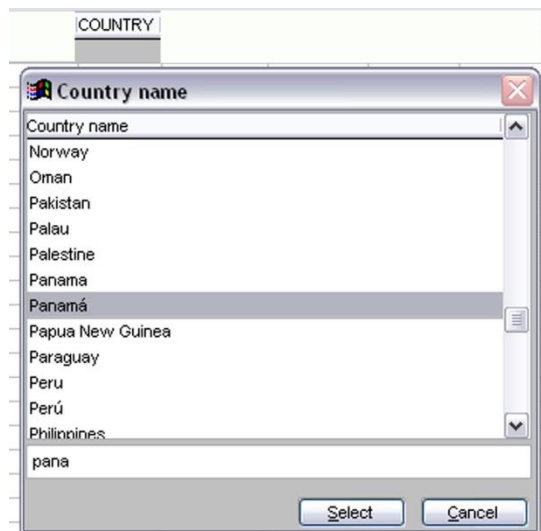 COUNTRY
Country name
Country name
Norway
Oman
Pakistan
Palau
Palestine
Panama
Panamá
Papua New Guinea
Paraguay
Peru
Perú
Philippines
pana
Select Cancel